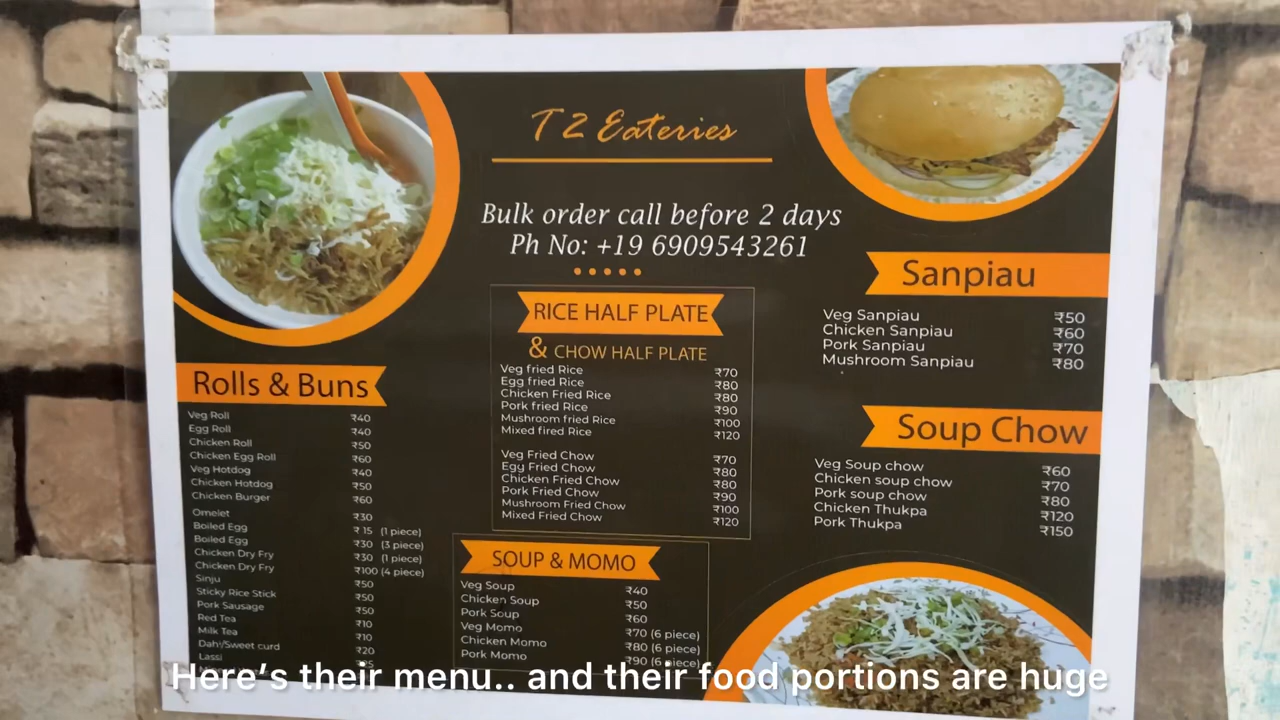 T2 Eateries
Bulk order call before 2 days
Ph No: +19 6909543261
Rolls & Buns
Veg Roll ₹40
Egg Roll ₹40
Chicken Roll ₹50
Chicken Egg Roll ₹60
Veg Hotdog ₹40
Chicken Hotdog ₹50
Chicken Burger ₹60
Omelet ₹30
Boiled Egg ₹ 15 (1 piece)
Boiled Egg ₹30 (3 piece)
Chicken Dry Fry ₹30 (1 piece)
Chicken Dry Fry ₹100 (4 piece)
Sinju ₹50
Sticky Rice Stick ₹50
Pork Sausage ₹50
Red Tea ₹10
Milk Tea ₹10
Dahi/Sweet curd ₹20
Lassi
RICE HALF PLATE
& CHOW HALF PLATE
Veg fried Rice ₹70
Egg fried Rice ₹80
Chicken Fried Rice ₹80
Pork fried Rice ₹90
Mushroom fried Rice ₹100
Mixed fired Rice ₹120
Veg Fried Chow ₹70
Egg Fried Chow ₹80
Chicken Fried Chow ₹80
Pork Fried Chow ₹90
Mushroom Fried Chow ₹100
Mixed Fried Chow ₹120
SOUP & MOMO
Veg Soup ₹40
Chicken Soup ₹50
Pork Soup ₹60
Veg Momo ₹70 (6 piece)
Chicken Momo ₹80 (6 piece)
Pork Momo ₹90 (6 piece)
Sanpiau
Veg Sanpiau ₹50
Chicken Sanpiau ₹60
Pork Sanpiau ₹70
Mushroom Sanpiau ₹80
Soup Chow
Veg Soup chow ₹60
Chicken soup chow ₹70
Pork soup chow ₹80
Chicken Thukpa ₹120
Pork Thukpa ₹150
Here's their menu.. and their food portions are huge